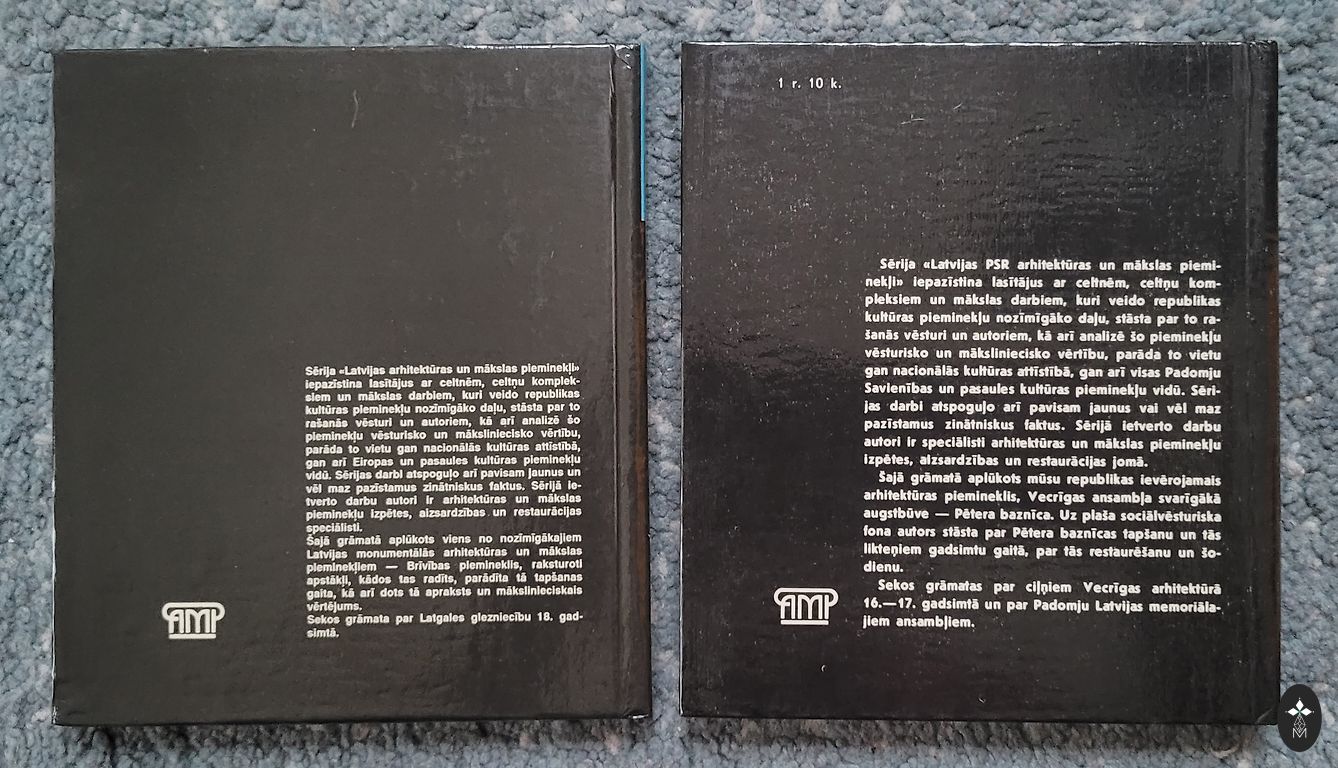 Sērija «Latvijas arhitektūras un mākslas pieminekļi»
iepazīstina lasītājus ar celtnēm, celtņu komplek-
siem un mākslas darbiem, kuri veido republikas
kultūras pieminekļu nozīmīgāko daļu, stāsta par to
rašanās vēsturi un autoriem, kā arī analizē šo
pieminekļu vēsturisko un māksliniecisko vērtību,
parāda to vietu gan nacionālās kultūras attīstībā,
gan arī Eiropas un pasaules kultūras pieminekļu
vidū. Sērijas darbi atspoguļo arī pavisam jaunus un
vēl maz pazīstamus zinātniskus faktus. Sērijā ie-
tverto darbu autori ir arhitektūras un mākslas
pieminekļu izpētes, aizsardzības un restaurācijas
speciālisti.
Šajā grāmatā aplūkots viens no nozīmīgākajiem
Latvijas monumentālās arhitektūras un mākslas
pieminekļiem — Brīvības piemineklis, raksturoti
apstākļi, kādos tas radīts, parādīta tā tapšanas
gaita, kā arī dots tā apraksts un mākslinieciskais
vērtējums.
Sekos grāmata par Latgales glezniecību 18. gad-
simtā.
AMP
1 r. 10 k.
Sērija «Latvijas PSR arhitektūras un mākslas piemi-
nekļi» iepazīstina lasītājus ar celtnēm, celtņu kom-
pleksiem un mākslas darbiem, kuri veido republikas
kultūras pieminekļu nozīmīgāko daļu, stāsta par to ra-
šanās vēsturi un autoriem, kā arī analizē šo pieminekļu
vēsturisko un māksliniecisko vērtību, parāda to vietu
gan nacionālās kultūras attīstībā, gan arī visas Padomju
Savienības un pasaules kultūras pieminekļu vidū. Sēri-
jas darbi atspoguļo arī pavisam jaunus vai vēl maz
pazīstamus zinātniskus faktus. Sērijā ietverto darbu
autori ir speciālisti arhitektūras un mākslas pieminekļu
izpētes, aizsardzības un restaurācijas jomā.
Šajā grāmatā aplūkots mūsu republikas ievērojamais
arhitektūras piemineklis, Vecrīgas ansambļa svarīgākā
augstbūve — Pētera baznīca. Uz plaša sociālvēsturiska
fona autors stāsta par Pētera baznīcas tapšanu un tās
likteņiem gadsimtu gaitā, par tās restaurēšanu un šo-
dienu.
Sekos grāmatas par ciļņiem Vecrīgas arhitektūrā
16.—17. gadsimtā un par Padomju Latvijas memoriāla-
jiem ansambļiem.
AMP
M